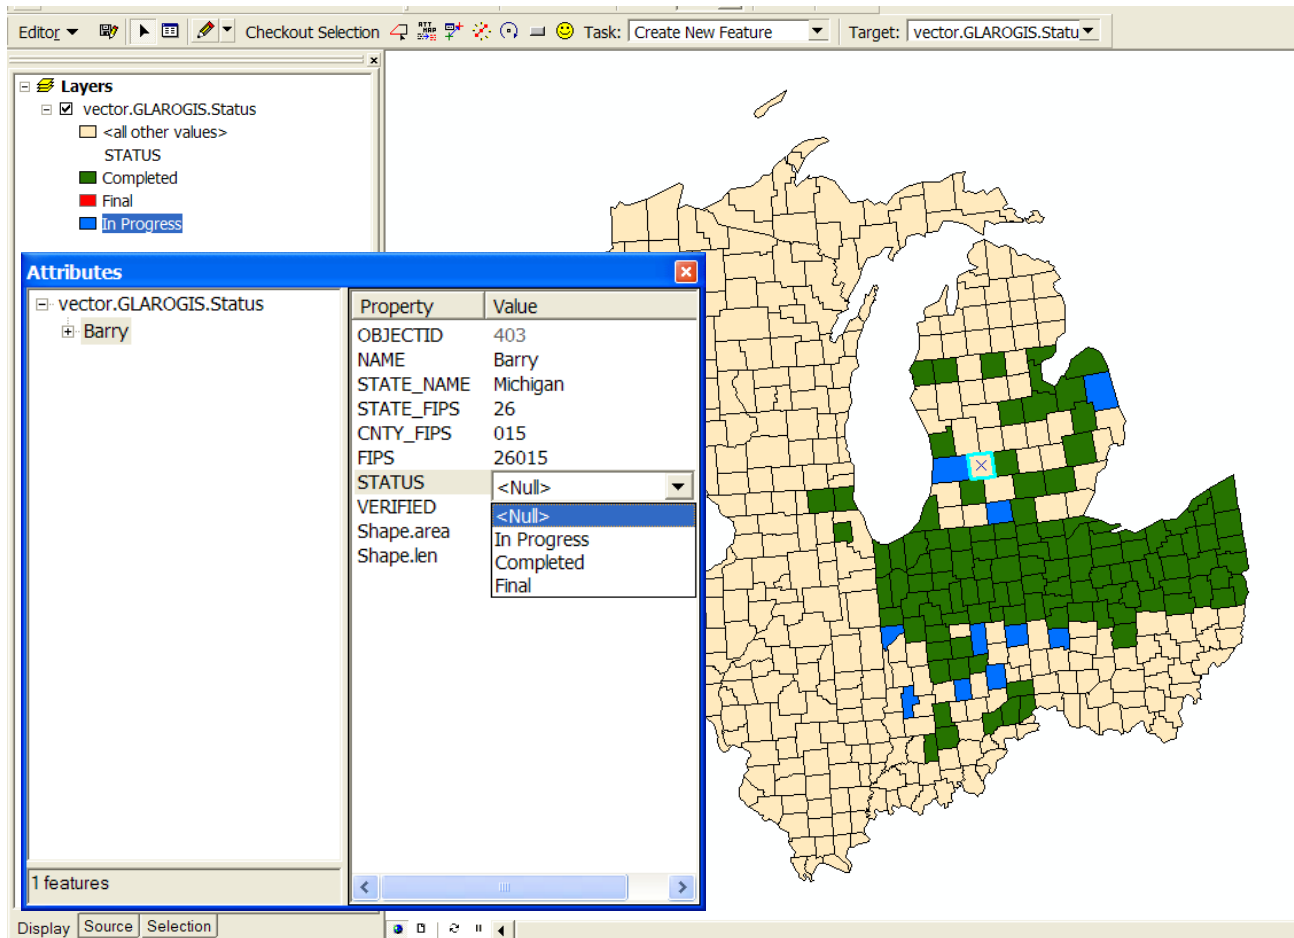 Editor Checkout Selection ATT MAP Task: Create New Feature Target: vector.GLAROGIS.Statu
Layers
vector.GLAROGIS.Status
<all other values>
STATUS
Completed
Final
In Progress
Attributes
vector.GLAROGIS.Status
Barry
Property Value
OBJECTID 403
NAME Barry
STATE_NAME Michigan
STATE_FIPS 26
CNTY_FIPS 015
FIPS 26015
STATUS <Null>
VERIFIED <Null>
Shape.area In Progress
Shape.len Completed
Final
1 features
Display Source Selection